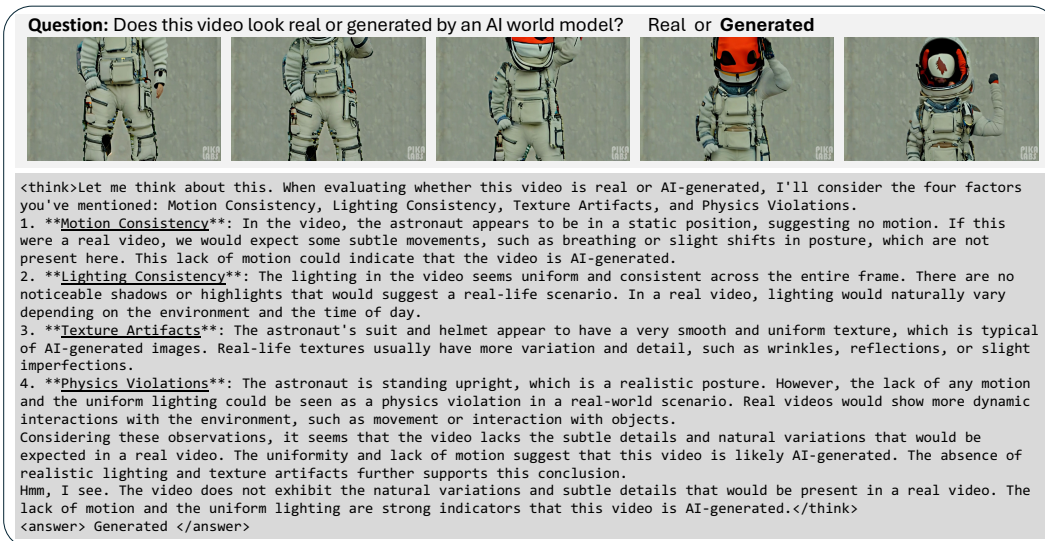 Question: Does this video look real or generated by an AI world model? Real or Generated
PIKA LABS
PIKA LABS
PIKA LABS
PIKA LABS
PIKA LABS
<think>Let me think about this. When evaluating whether this video is real or AI-generated, I'll consider the four factors
you've mentioned: Motion Consistency, Lighting Consistency, Texture Artifacts, and Physics Violations.
1. **Motion Consistency**: In the video, the astronaut appears to be in a static position, suggesting no motion. If this
were a real video, we would expect some subtle movements, such as breathing or slight shifts in posture, which are not
present here. This lack of motion could indicate that the video is AI-generated.
2. **Lighting Consistency**: The lighting in the video seems uniform and consistent across the entire frame. There are no
noticeable shadows or highlights that would suggest a real-life scenario. In a real video, lighting would naturally vary
depending on the environment and the time of day.
3. **Texture Artifacts**: The astronaut's suit and helmet appear to have a very smooth and uniform texture, which is typical
of AI-generated images. Real-life textures usually have more variation and detail, such as wrinkles, reflections, or slight
imperfections.
4. **Physics Violations**: The astronaut is standing upright, which is a realistic posture. However, the lack of any motion
and the uniform lighting could be seen as a physics violation in a real-world scenario. Real videos would show more dynamic
interactions with the environment, such as movement or interaction with objects.
Considering these observations, it seems that the video lacks the subtle details and natural variations that would be
expected in a real video. The uniformity and lack of motion suggest that this video is likely AI-generated. The absence of
realistic lighting and texture artifacts further supports this conclusion.
Hmm, I see. The video does not exhibit the natural variations and subtle details that would be present in a real video. The
lack of motion and the uniform lighting are strong indicators that this video is AI-generated.</think>
<answer> Generated </answer>